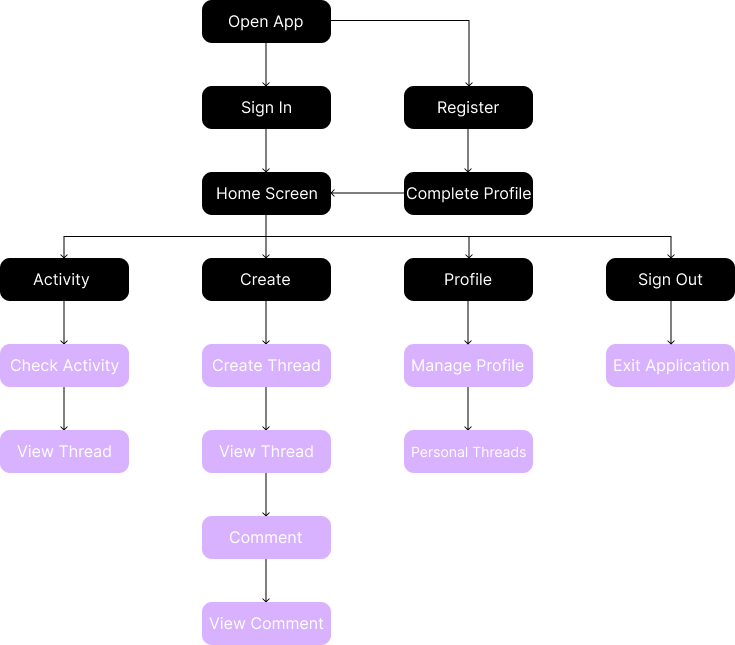 Open App
Sign In
Register
Home Screen
Complete Profile
Activity
Create
Profile
Sign Out
Check Activity
Create Thread
Manage Profile
Exit Application
View Thread
View Thread
Personal Threads
Comment
View Comment